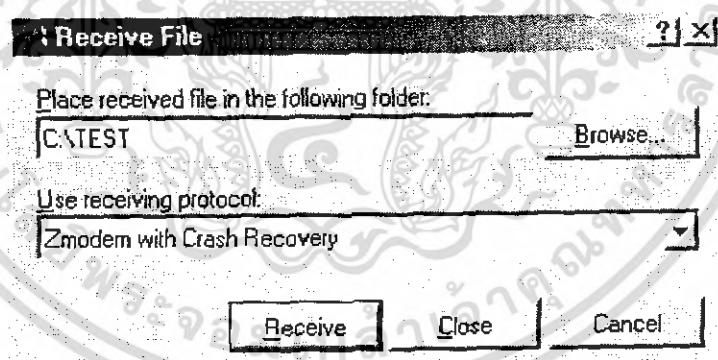 Receive File
Place received file in the following folder:
C:\TEST
Browse...
Use receiving protocol:
Zmodem with Crash Recovery
Receive
Close
Cancel